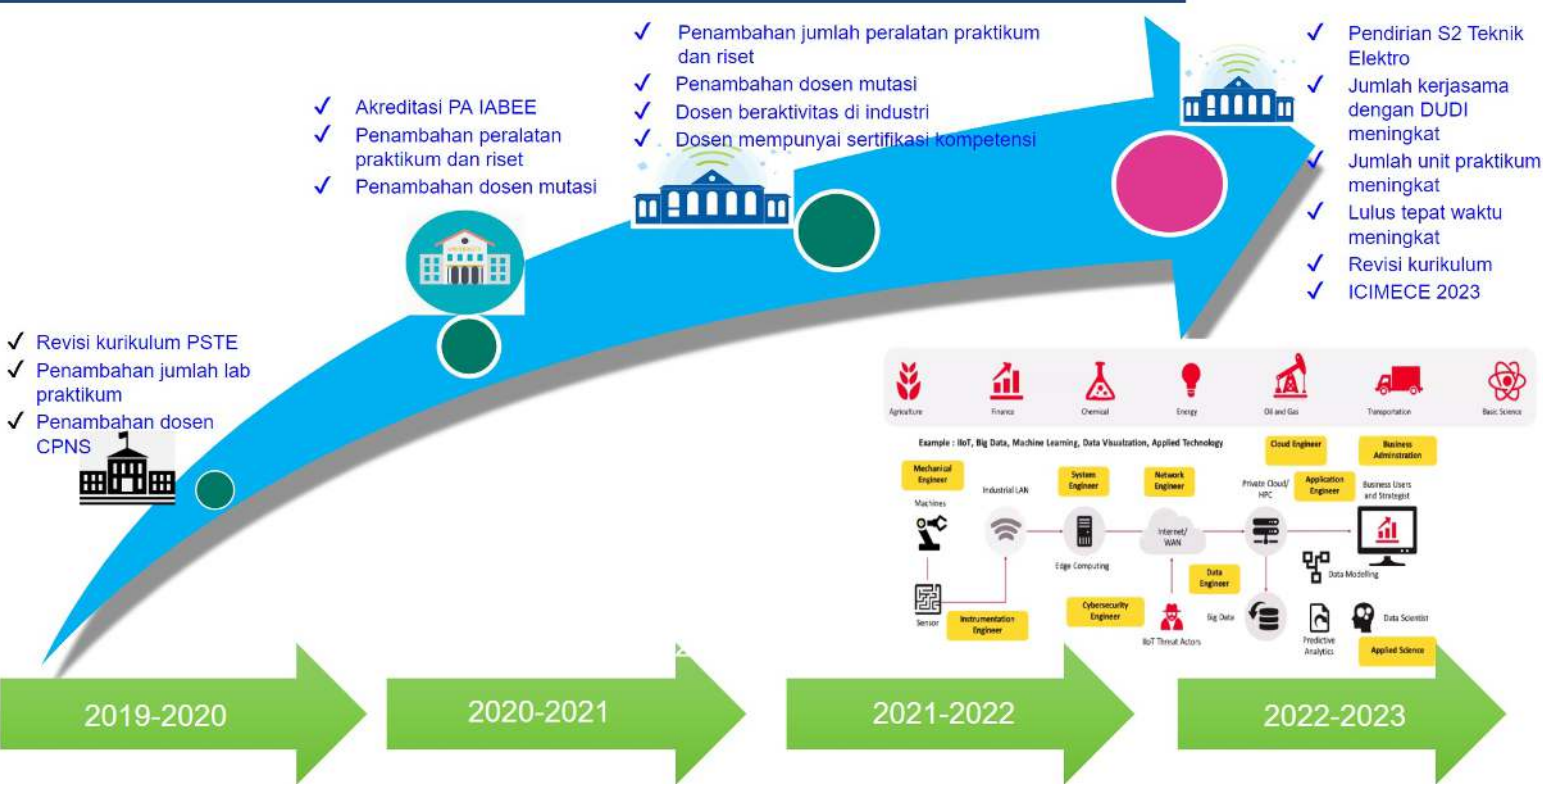 ✓ Revisi kurikulum PSTE
✓ Penambahan jumlah lab
praktikum
✓ Penambahan dosen
CPNS
✓ Akreditasi PA IABEE
✓ Penambahan peralatan
praktikum dan riset
✓ Penambahan dosen mutasi
UNIVERSITY
✓ Penambahan jumlah peralatan praktikum
dan riset
✓ Penambahan dosen mutasi
✓ Dosen beraktivitas di industri
✓ Dosen mempunyai sertifikasi kompetensi
✓ Pendirian S2 Teknik
Elektro
✓ Jumlah kerjasama
dengan DUDI
meningkat
✓ Jumlah unit praktikum
meningkat
✓ Lulus tepat waktu
meningkat
✓ Revisi kurikulum
✓ ICIMECE 2023
Agriculture
Finance
Chemical
Energy
Oil and Gas
Transportation
Basic Science
Example : IIoT, Big Data, Machine Learning, Data Visualzation, Applied Technology
Cloud Engineer
Business
Adminstration
Mechanical
Engineer
System
Engineer
Network
Engineer
Application
Engineer
Machines
Industrial LAN
Private Cloud/
HPC
Business Users
and Strategist
Internet/
WAN
Edge Computing
Data
Engineer
Data Modelling
Sensor
Instrumentation
Engineer
Cybersecurity
Engineer
IIoT Threat Actors
Big Data
Predictive
Analytics
Data Scientist
Applied Science
2019-2020
2020-2021
2021-2022
2022-2023